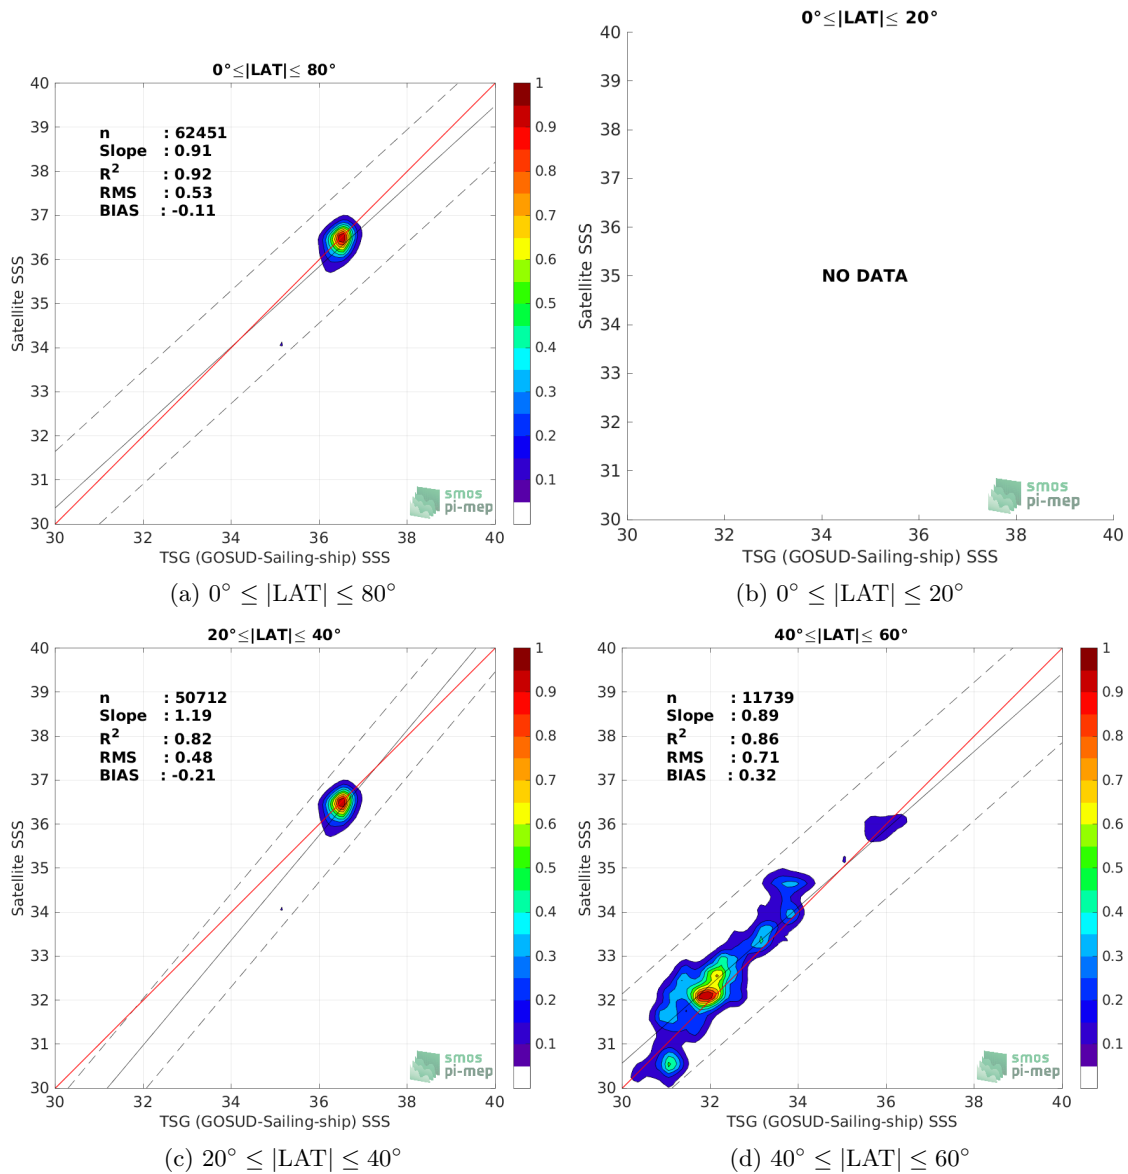 0°≤|LAT|≤ 80°
40
39
38
37
36
35
34
33
32
31
30
Satellite SSS
n : 62451
Slope : 0.91
R² : 0.92
RMS : 0.53
BIAS : -0.11
smos
pi-mep
30 32 34 36 38 40
TSG (GOSUD-Sailing-ship) SSS
1
0.9
0.8
0.7
0.6
0.5
0.4
0.3
0.2
0.1
(a) 0° ≤ |LAT| ≤ 80°
0°≤|LAT|≤ 20°
40
39
38
37
36
35
34
33
32
31
30
Satellite SSS
NO DATA
smos
pi-mep
30 32 34 36 38 40
TSG (GOSUD-Sailing-ship) SSS
(b) 0° ≤ |LAT| ≤ 20°
20°≤|LAT|≤ 40°
40
39
38
37
36
35
34
33
32
31
30
Satellite SSS
n : 50712
Slope : 1.19
R² : 0.82
RMS : 0.48
BIAS : -0.21
smos
pi-mep
30 32 34 36 38 40
TSG (GOSUD-Sailing-ship) SSS
1
0.9
0.8
0.7
0.6
0.5
0.4
0.3
0.2
0.1
(c) 20° ≤ |LAT| ≤ 40°
40°≤|LAT|≤ 60°
40
39
38
37
36
35
34
33
32
31
30
Satellite SSS
n : 11739
Slope : 0.89
R² : 0.86
RMS : 0.71
BIAS : 0.32
smos
pi-mep
30 32 34 36 38 40
TSG (GOSUD-Sailing-ship) SSS
1
0.9
0.8
0.7
0.6
0.5
0.4
0.3
0.2
0.1
(d) 40° ≤ |LAT| ≤ 60°